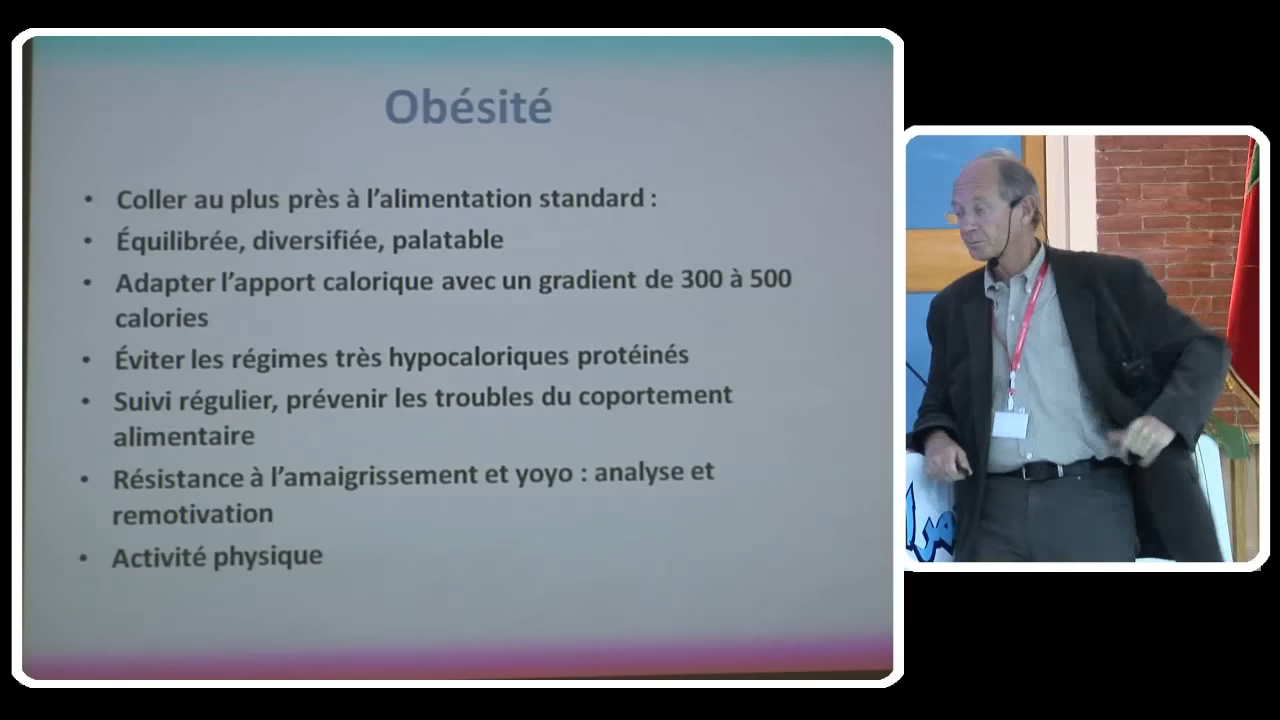 Obésité
• Coller au plus près à l'alimentation standard :
• Équilibrée, diversifiée, palatable
• Adapter l'apport calorique avec un gradient de 300 à 500
calories
• Éviter les régimes très hypocaloriques protéinés
• Suivi régulier, prévenir les troubles du coportement
alimentaire
• Résistance à l'amaigrissement et yoyo : analyse et
remotivation
• Activité physique